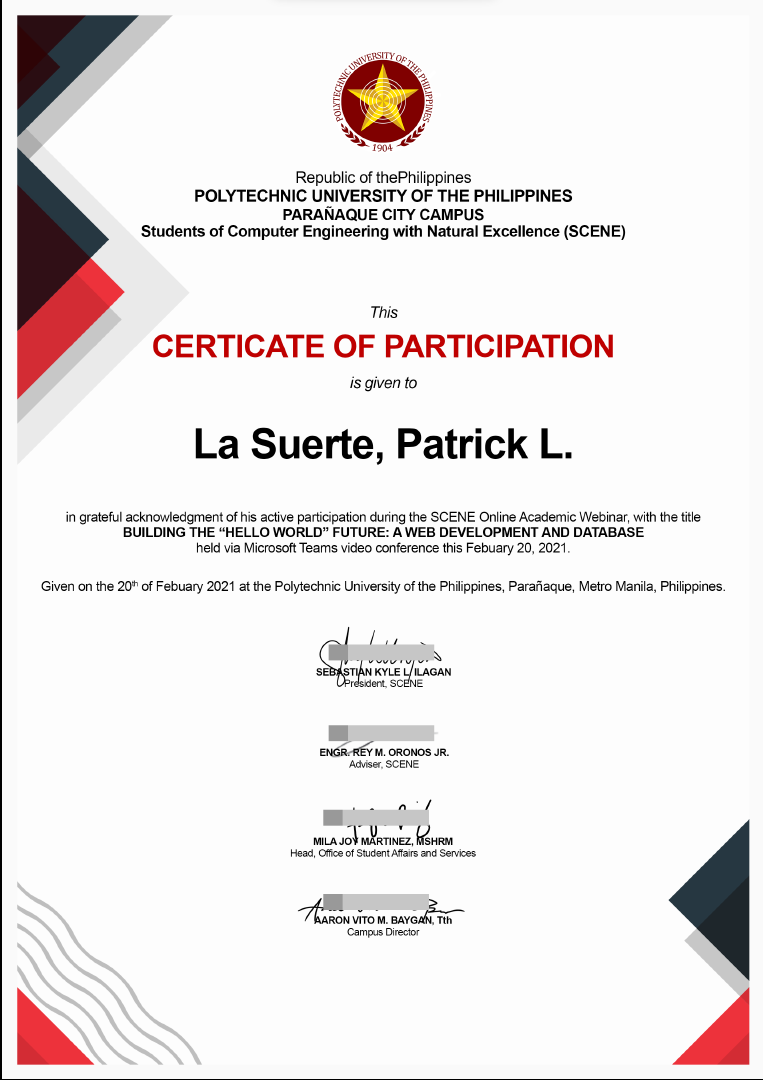 POLYTECHNIC UNIVERSITY OF THE PHILIPPINES
1904
Republic of thePhilippines
POLYTECHNIC UNIVERSITY OF THE PHILIPPINES
PARAÑAQUE CITY CAMPUS
Students of Computer Engineering with Natural Excellence (SCENE)
This
CERTICATE OF PARTICIPATION
is given to
La Suerte, Patrick L.
in grateful acknowledgment of his active participation during the SCENE Online Academic Webinar, with the title
BUILDING THE “HELLO WORLD” FUTURE: A WEB DEVELOPMENT AND DATABASE
held via Microsoft Teams video conference this Febuary 20, 2021.
Given on the 20th of Febuary 2021 at the Polytechnic University of the Philippines, Parañaque, Metro Manila, Philippines.
SEBASTIAN KYLE L. ILAGAN
President, SCENE
ENGR. REY M. ORONOS JR.
Adviser, SCENE
MILA JOY MARTINEZ, MSHRM
Head, Office of Student Affairs and Services
AARON VITO M. BAYGAN, Tth
Campus Director